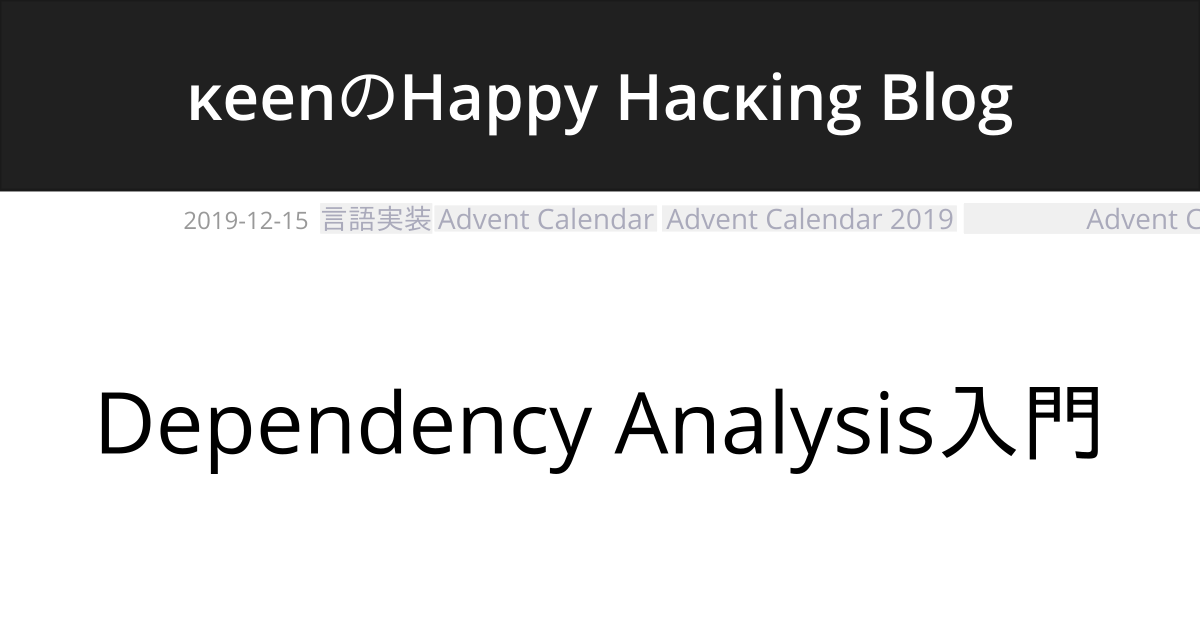 κeenのHappy Hacκing Blog
2019-12-15 言語実装 Advent Calendar Advent Calendar 2019 Advent
Dependency Analysis入門